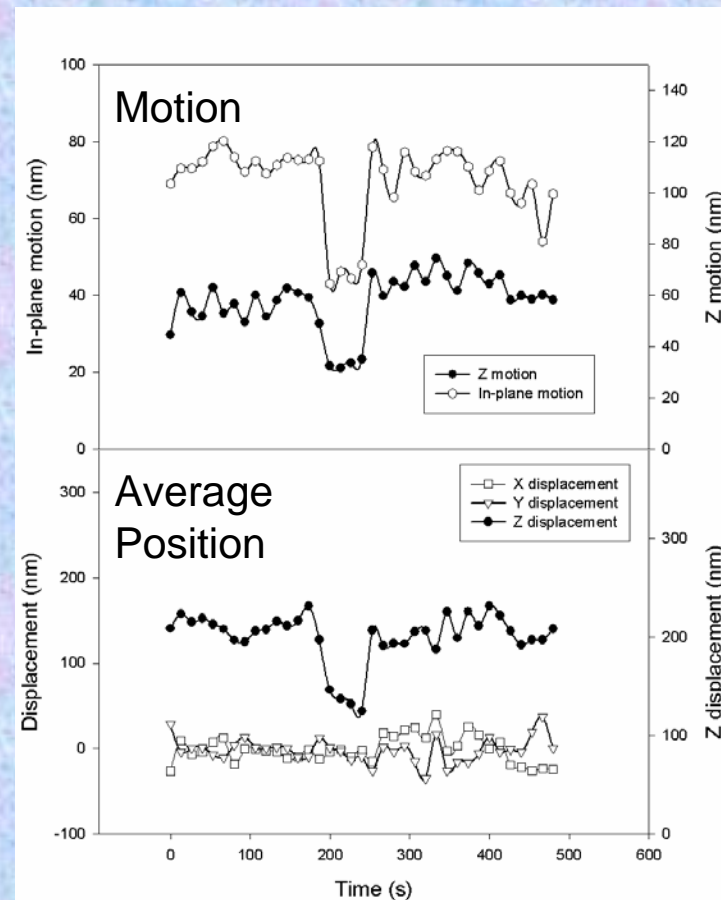 Motion
100
80
60
40
20
0
In-plane motion (nm)
140
120
100
80
60
40
20
0
Z motion (nm)
Z motion
In-plane motion
Average
Position
300
200
100
0
-100
Displacement (nm)
X displacement
Y displacement
Z displacement
300
200
100
0
Z displacement (nm)
0 100 200 300 400 500 600
Time (s)